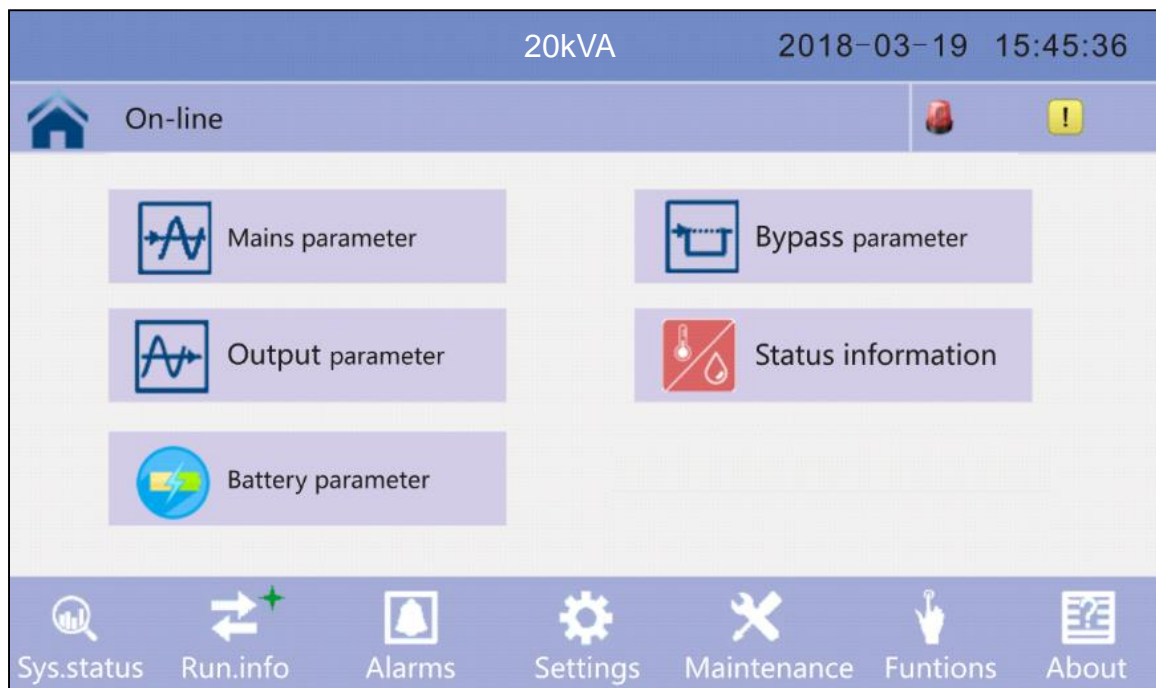 20kVA 2018-03-19 15:45:36
On-line !
Mains parameter Bypass parameter
Output parameter Status information
Battery parameter
Sys.status Run.info Alarms Settings Maintenance Funtions About